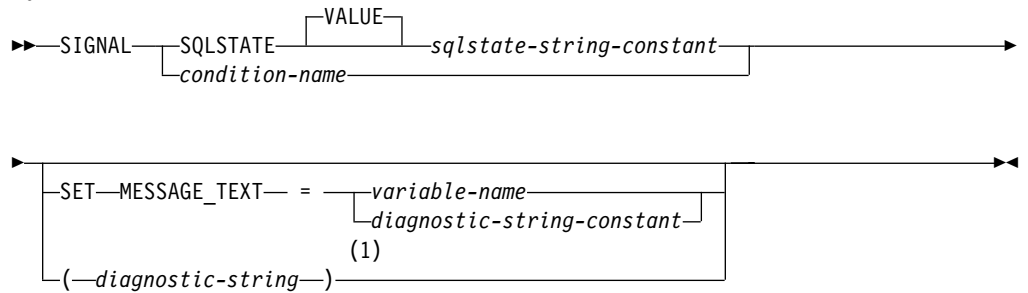 VALUE
SIGNAL SQLSTATE sqlstate-string-constant
condition-name
SET MESSAGE_TEXT = variable-name
diagnostic-string-constant
(1)
( diagnostic-string )